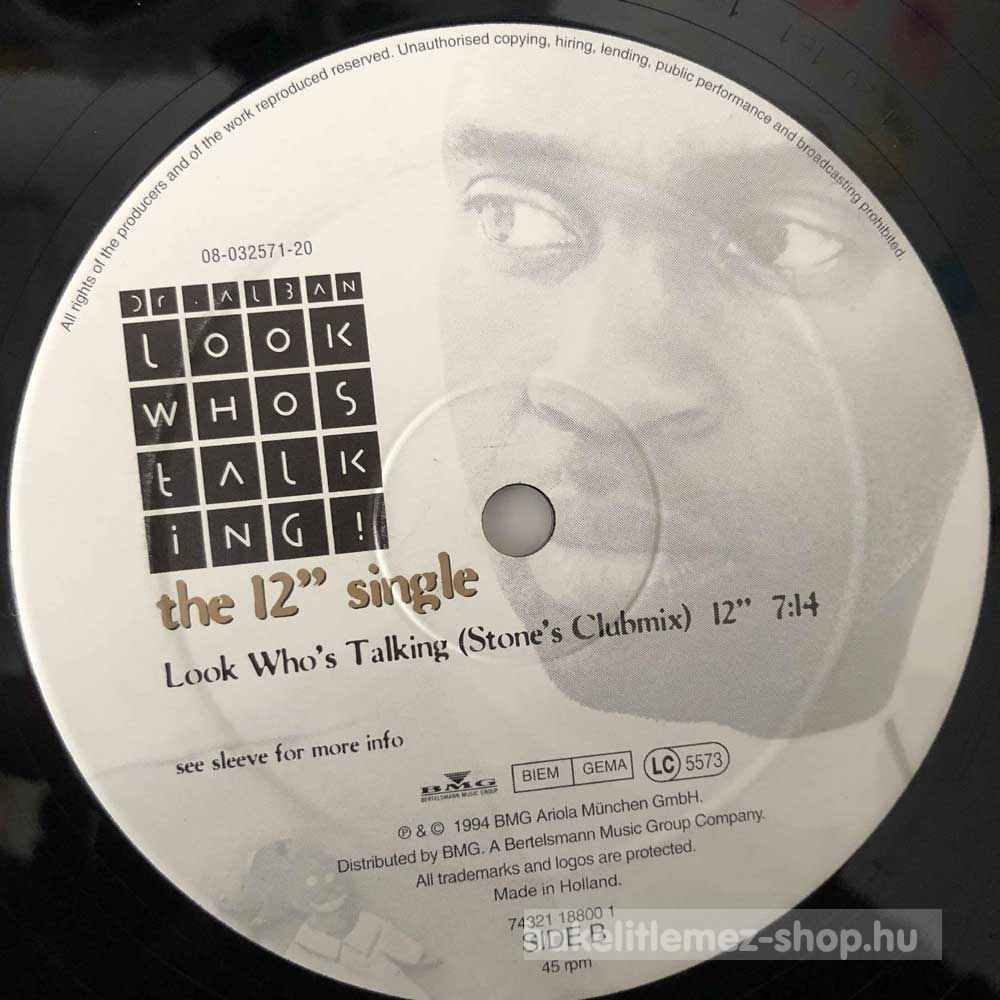 All rights of the producers and of the work reproduced reserved. Unauthorised copying, hiring, lending, public performance and broadcasting prohibited.
08-032571-20
Dr. ALBAN
LOOK
WHOS
tALK
iNG!
the 12” single
Look Who's Talking (Stone's Clubmix) 12” 7:14
see sleeve for more info
BMG
BERTELSMANN MUSIC GROUP
BIEM GEMA LC 5573
℗ & © 1994 BMG Ariola München GmbH.
Distributed by BMG. A Bertelsmann Music Group Company.
All trademarks and logos are protected.
Made in Holland.
74321 18800 1
SIDE B
45 rpm
bakelitlemez-shop.hu